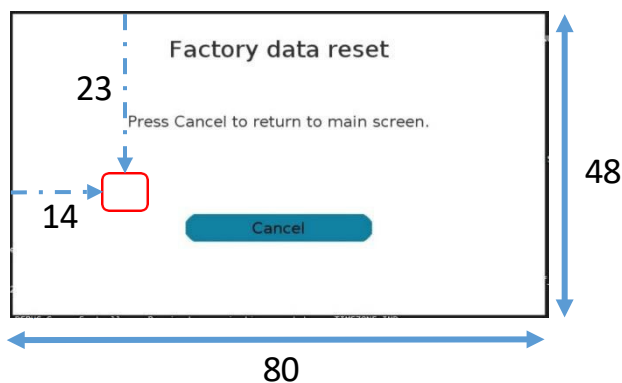 Factory data reset
23
Press Cancel to return to main screen.
48
14
Cancel
80